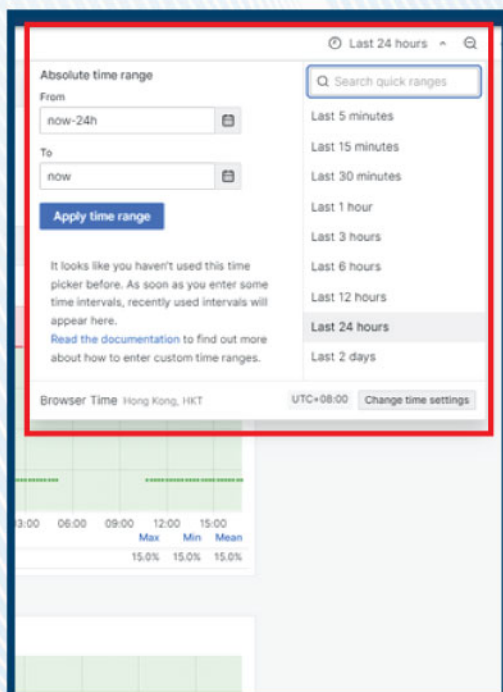 Last 24 hours
Absolute time range
From
now-24h
To
now
Apply time range
It looks like you haven't used this time
picker before. As soon as you enter some
time intervals, recently used intervals will
appear here.
Read the documentation to find out more
about how to enter custom time ranges.
Search quick ranges
Last 5 minutes
Last 15 minutes
Last 30 minutes
Last 1 hour
Last 3 hours
Last 6 hours
Last 12 hours
Last 24 hours
Last 2 days
Browser Time Hong Kong, HKT UTC+08:00 Change time settings
3:00 06:00 09:00 12:00 15:00
Max Min Mean
15.0% 15.0% 15.0%